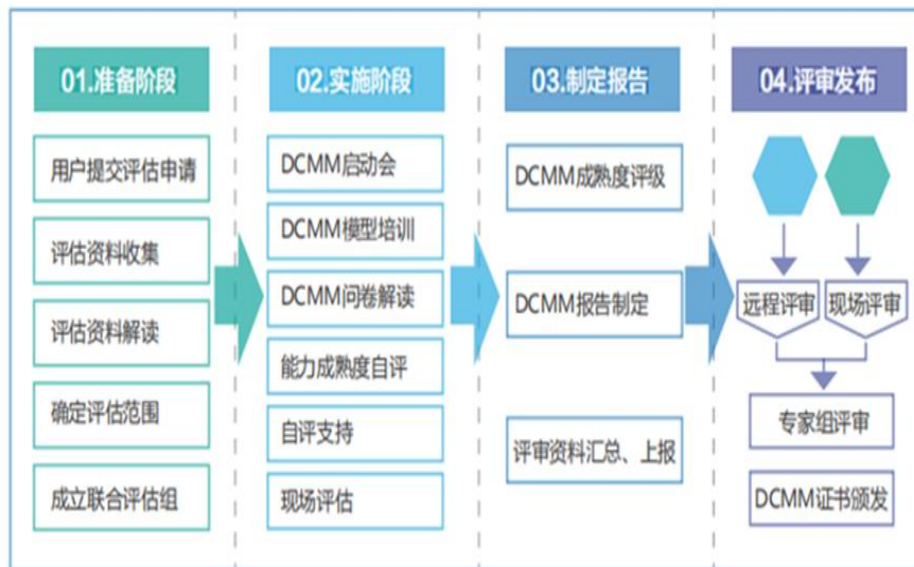 01.准备阶段
用户提交评估申请
评估资料收集
评估资料解读
确定评估范围
成立联合评估组
02.实施阶段
DCMM启动会
DCMM模型培训
DCMM问卷解读
能力成熟度自评
自评支持
现场评估
03.制定报告
DCMM成熟度评级
DCMM报告制定
评审资料汇总、上报
04.评审发布
远程评审
现场评审
专家组评审
DCMM证书颁发